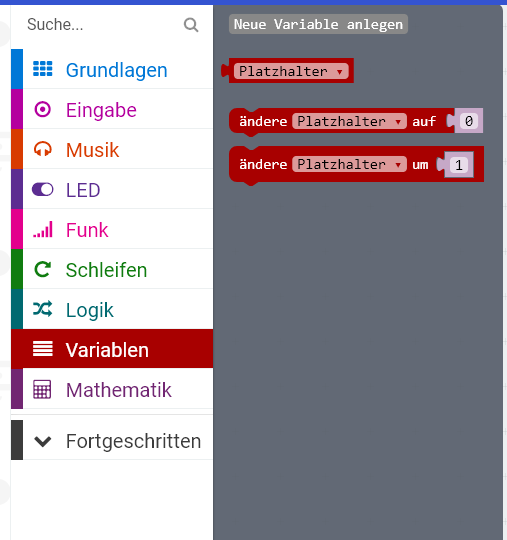 Suche...
Grundlagen
Eingabe
Musik
LED
Funk
Schleifen
Logik
Variablen
Mathematik
Fortgeschritten
Neue Variable anlegen
Platzhalter
ändere Platzhalter auf 0
ändere Platzhalter um 1